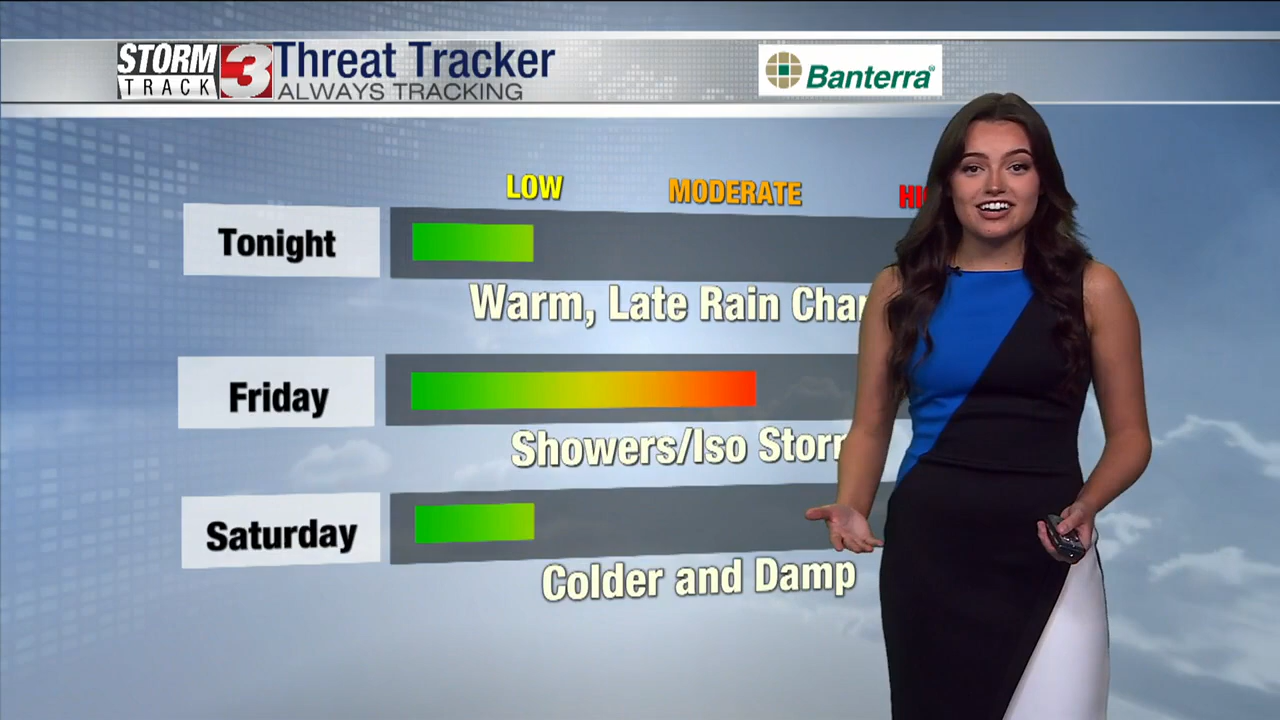 STORM
TRACK
3
Threat Tracker
ALWAYS TRACKING
Banterra®
LOW MODERATE
Tonight
Warm, Late Rain
Friday
Showers/Iso
Saturday
Colder and Damp